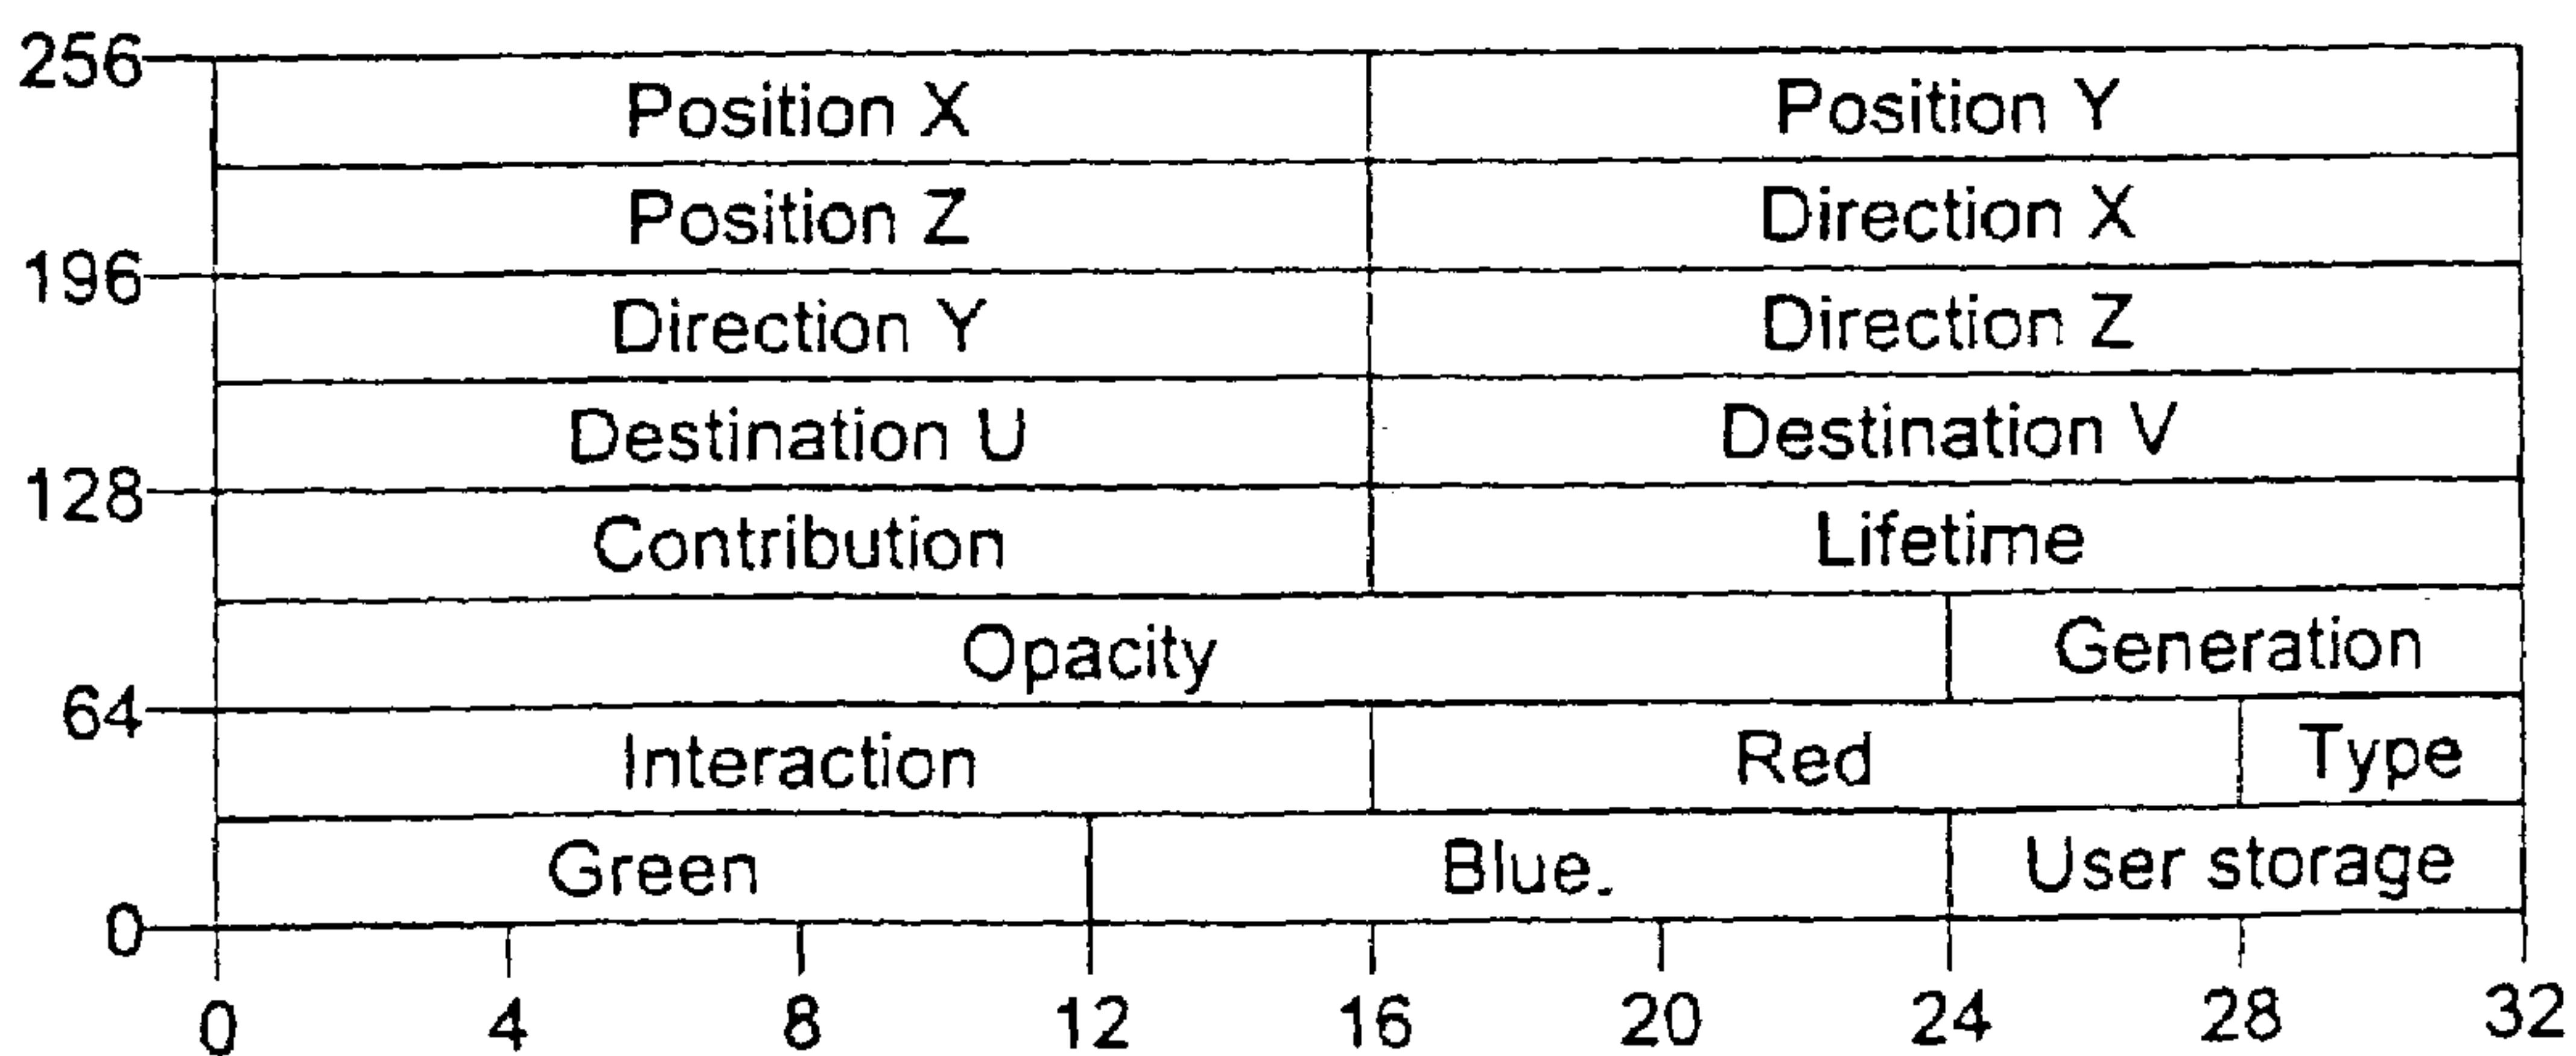 256 Position X Position Y
Position Z Direction X
196
Direction Y Direction Z
Destination U Destination V
128
Contribution Lifetime
Opacity Generation
64
Interaction Red Type
Green Blue. User storage
0
0 4 8 12 16 20 24 28 32